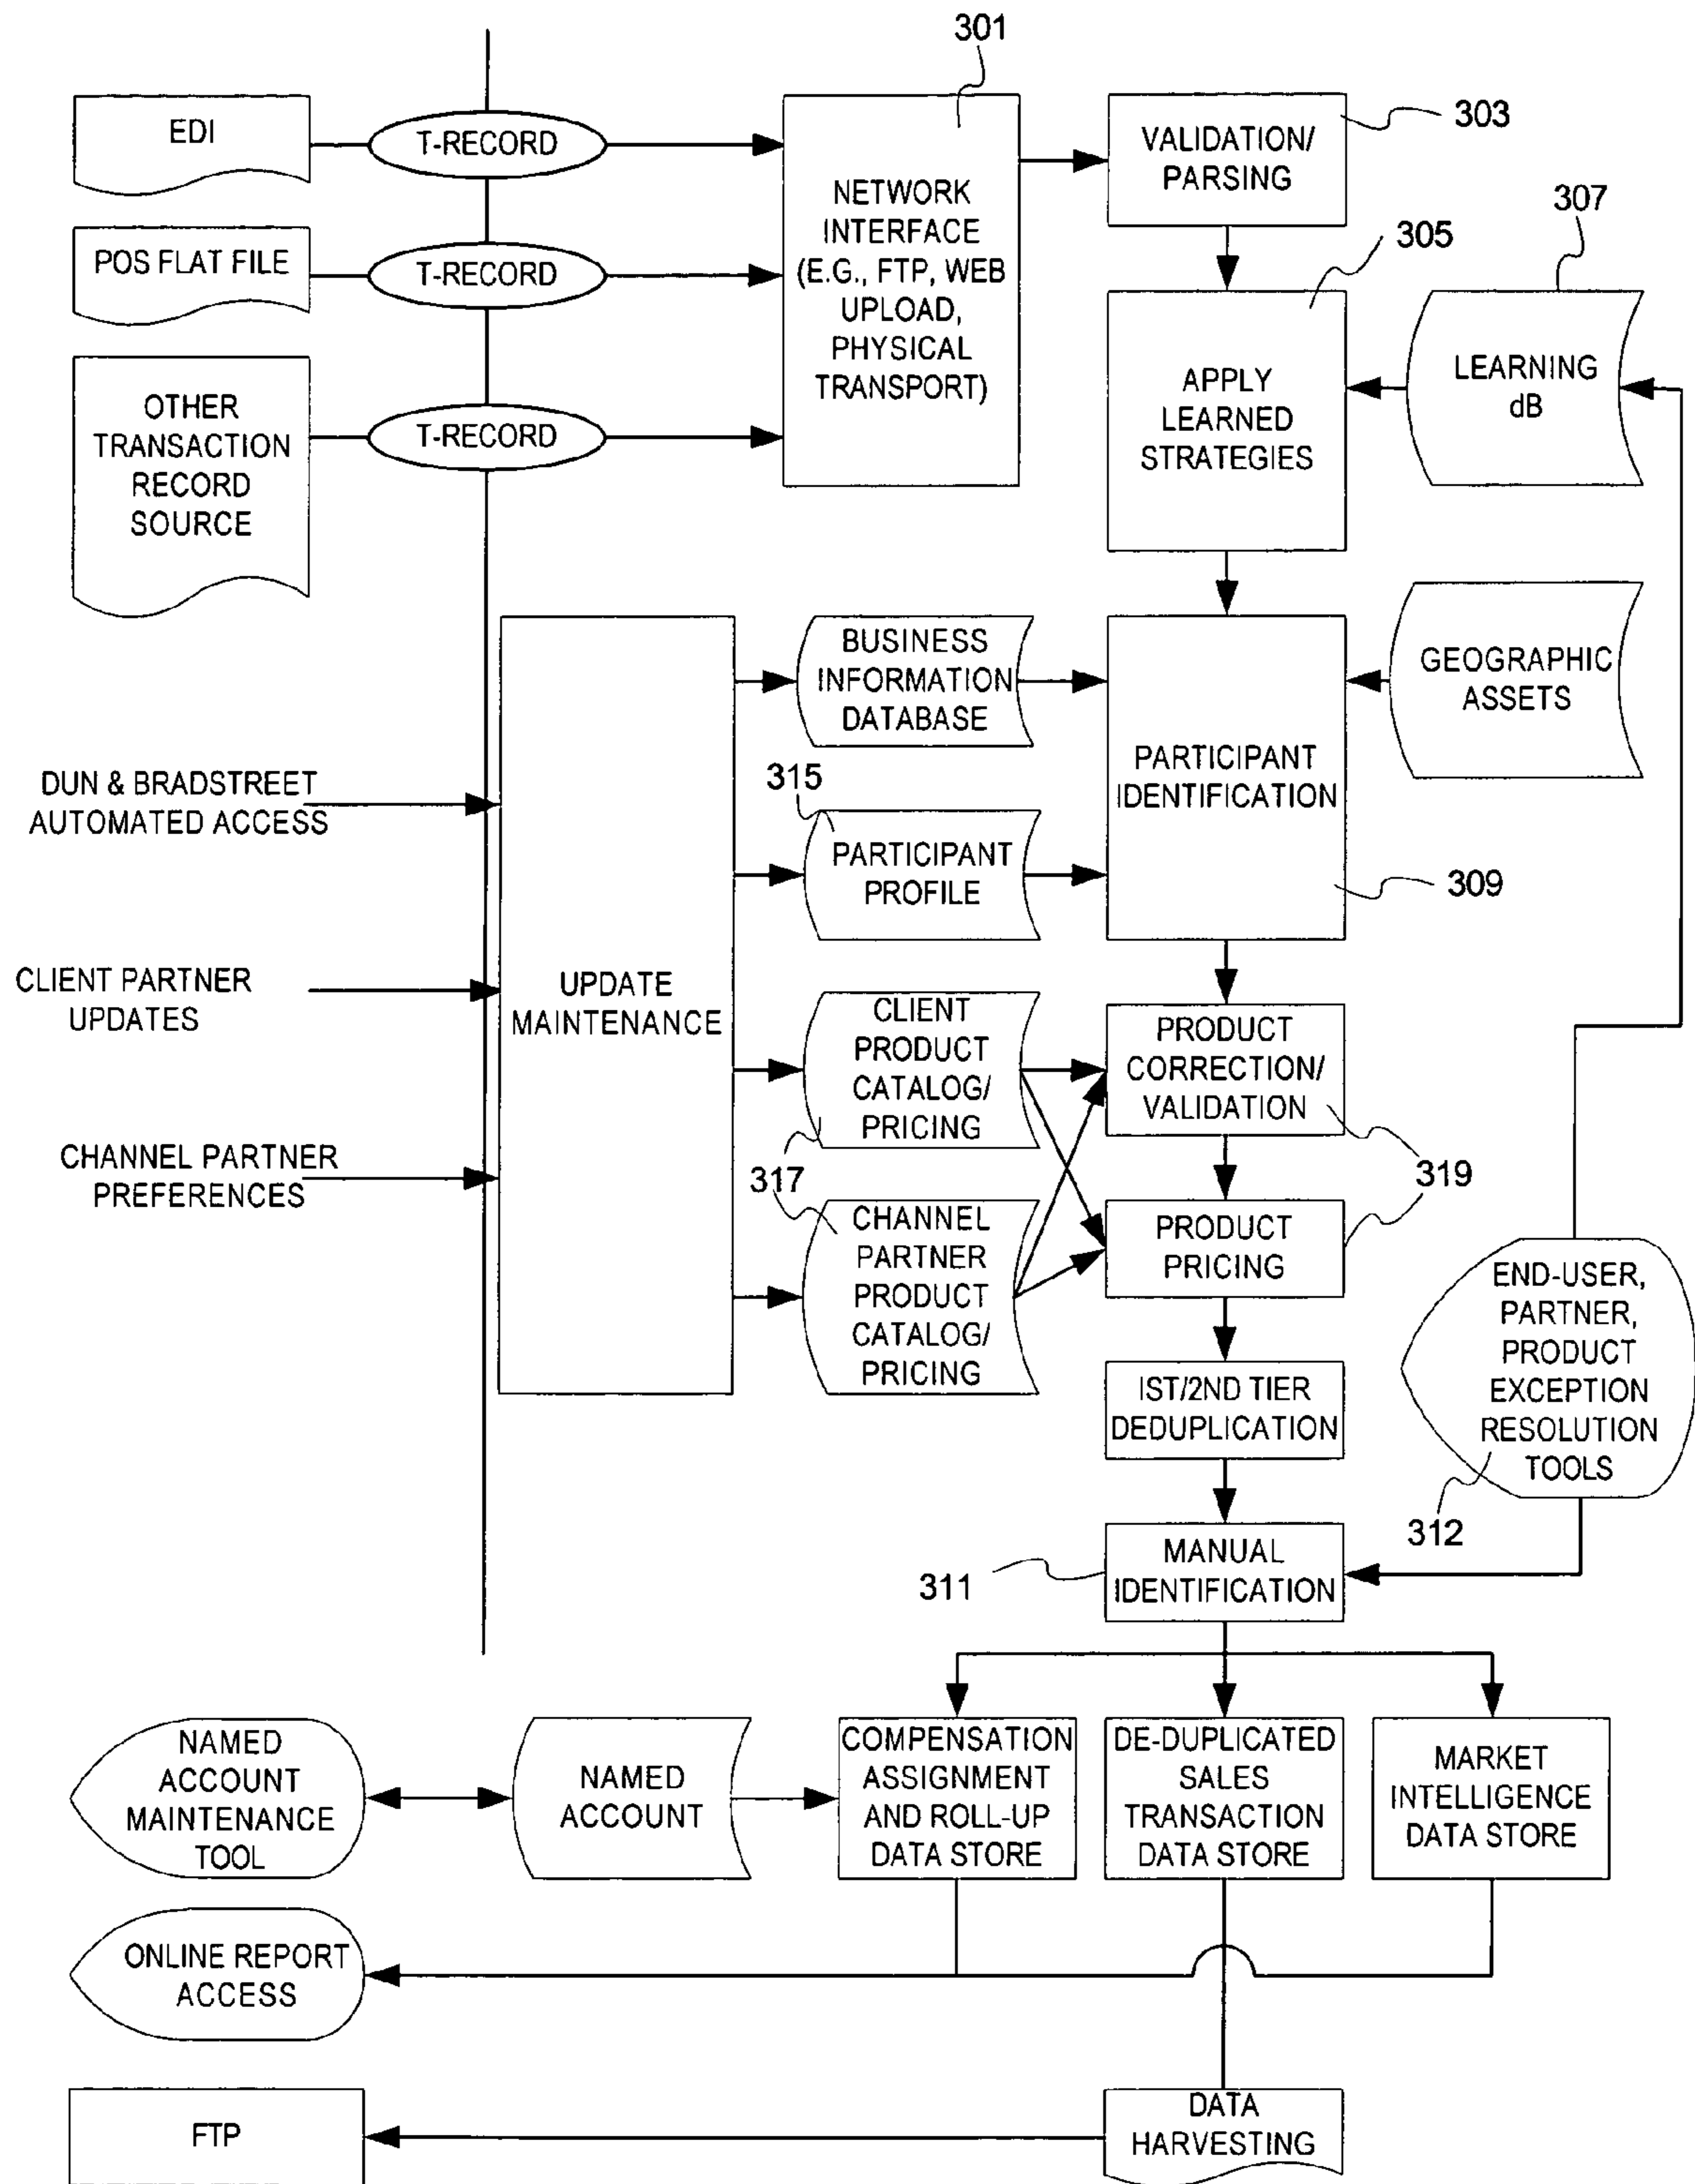 301
EDI
T-RECORD
303
VALIDATION/
PARSING
NETWORK
INTERFACE
(E.G., FTP, WEB
UPLOAD,
PHYSICAL
TRANSPORT)
307
305
POS FLAT FILE
T-RECORD
LEARNING
dB
APPLY
LEARNED
STRATEGIES
OTHER
TRANSACTION
RECORD
SOURCE
T-RECORD
BUSINESS
INFORMATION
DATABASE
GEOGRAPHIC
ASSETS
PARTICIPANT
IDENTIFICATION
DUN & BRADSTREET
AUTOMATED ACCESS
315
PARTICIPANT
PROFILE
309
CLIENT PARTNER
UPDATES
UPDATE
MAINTENANCE
CLIENT
PRODUCT
CATALOG/
PRICING
PRODUCT
CORRECTION/
VALIDATION
CHANNEL PARTNER
PREFERENCES
317
319
CHANNEL
PARTNER
PRODUCT
CATALOG/
PRICING
PRODUCT
PRICING
END-USER,
PARTNER,
PRODUCT
EXCEPTION
RESOLUTION
TOOLS
IST/2ND TIER
DEDUPLICATION
312
311
MANUAL
IDENTIFICATION
NAMED
ACCOUNT
MAINTENANCE
TOOL
NAMED
ACCOUNT
COMPENSATION
ASSIGNMENT
AND ROLL-UP
DATA STORE
DE-DUPLICATED
SALES
TRANSACTION
DATA STORE
MARKET
INTELLIGENCE
DATA STORE
ONLINE REPORT
ACCESS
FTP
DATA
HARVESTING